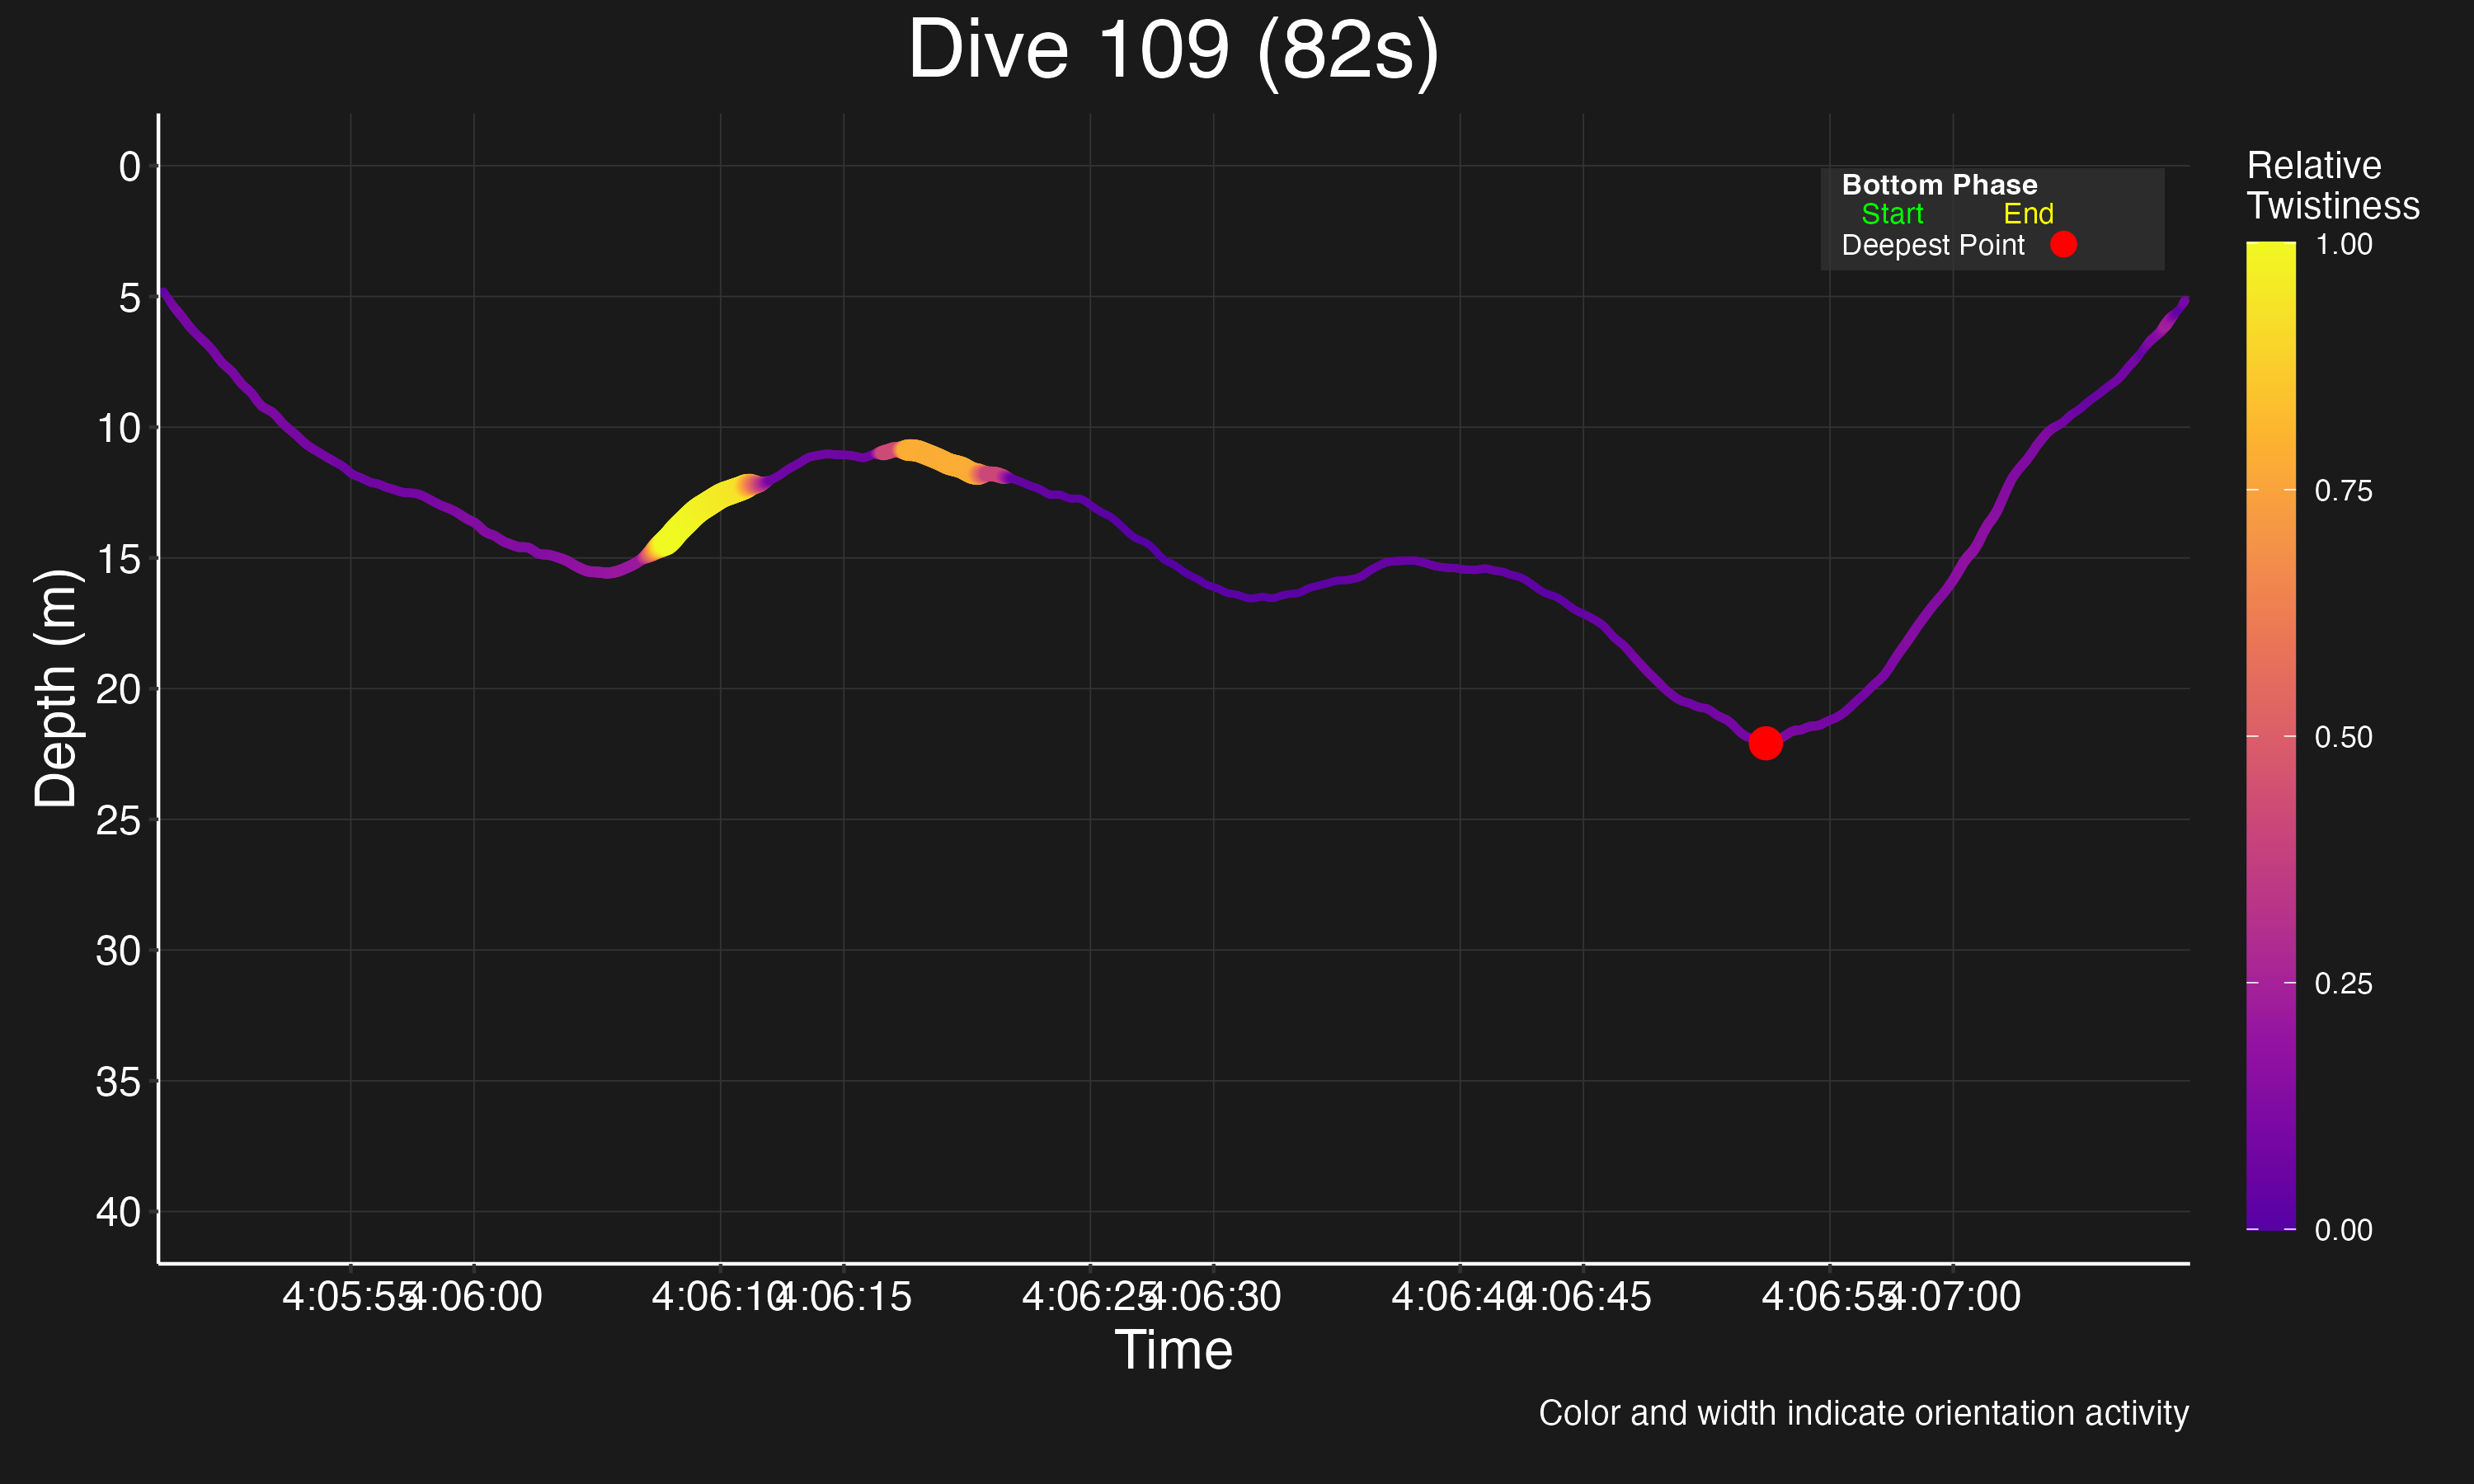 Dive 109 (82s)
Relative
Twistiness
1.00
0.75
0.50
0.25
0.00
Bottom Phase
Start End
Deepest Point
Depth (m)
0
5
10
15
20
25
30
35
40
4:05:55 4:06:00 4:06:10 4:06:15 4:06:25 4:06:30 4:06:40 4:06:45 4:06:55 4:07:00
Time
Color and width indicate orientation activity